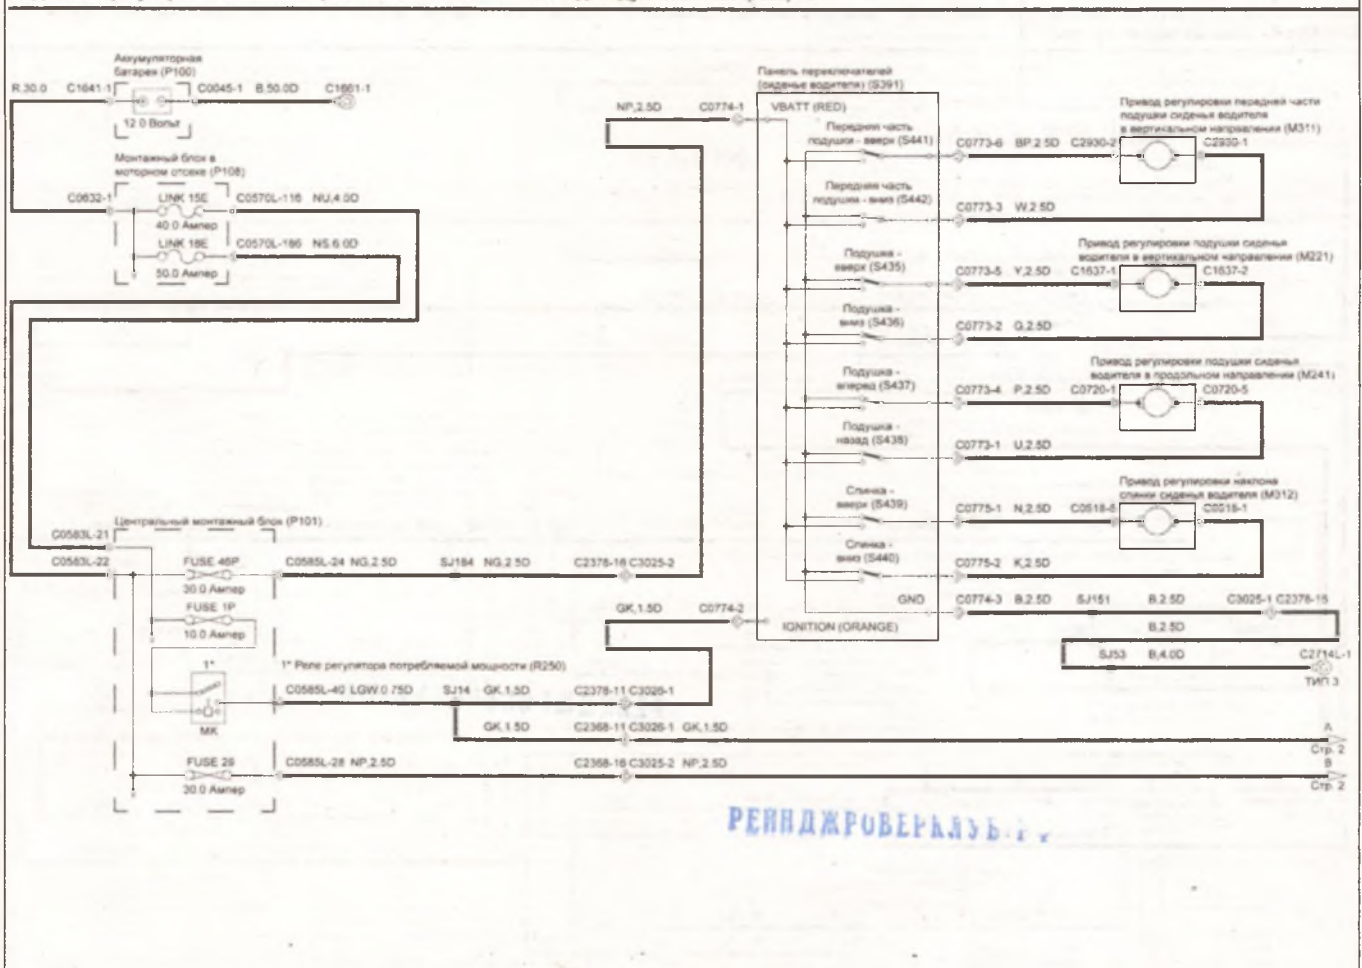 Аккумуляторная
батарея (P100)
R.30.0 C1641-1 C0045-1 B.50.0D C1661-1
12.0 Вольт
Монтажный блок в
моторном отсеке (P108)
C0632-1 LINK 15E C0570L-116 NU,4.0D
40.0 Ампер
LINK 18E C0570L-186 NS.6.0D
50.0 Ампер
Панель переключателей
(сиденье водителя) (S391)
NP,2.5D C0774-1 VBATT (RED)
Передняя часть
подушки - вверх (S441)
Передняя часть
подушки - вниз (S442)
Подушка -
вверх (S435)
Подушка -
вниз (S436)
Подушка -
вперед (S437)
Подушка -
назад (S438)
Спинка -
вверх (S439)
Спинка -
вниз (S440)
GND
IGNITION (ORANGE)
Привод регулировки передней части
подушки сиденья водителя
в вертикальном направлении (M311)
C0773-6 BP,2.5D C2930-2 C2930-1
C0773-3 W,2.5D
Привод регулировки подушки сиденья
водителя в вертикальном направлении (M221)
C0773-5 Y,2.5D C1637-1 C1637-2
C0773-2 G,2.5D
Привод регулировки подушки сиденья
водителя в продольном направлении (M241)
C0773-4 P,2.5D C0720-1 C0720-5
C0773-1 U,2.5D
Привод регулировки наклона
спинки сиденья водителя (M312)
C0775-1 N,2.5D C0518-6 C0518-1
C0775-2 K,2.5D
C0774-3 B,2.5D SJ151 B,2.5D C3025-1 C2378-15
B,2.5D
SJ53 B,4.0D C2714L-1
ТИП 3
Центральный монтажный блок (P101)
C0583L-21
C0583L-22 FUSE 46P C0585L-24 NG,2.5D SJ184 NG,2.5D C2378-16 C3025-2
30.0 Ампер
FUSE 1P
10.0 Ампер
GK,1.5D C0774-2
1* 1* Реле регулятора потребляемой мощности (R250)
C0585L-40 LGW.0.75D SJ14 GK,1.5D C2378-11 C3026-1
MK
GK,1.5D C2368-11 C3026-1 GK,1.5D A
Стр. 2
FUSE 29 C0585L-28 NP,2.5D C2368-16 C3025-2 NP,2.5D B
30.0 Ампер Стр. 2